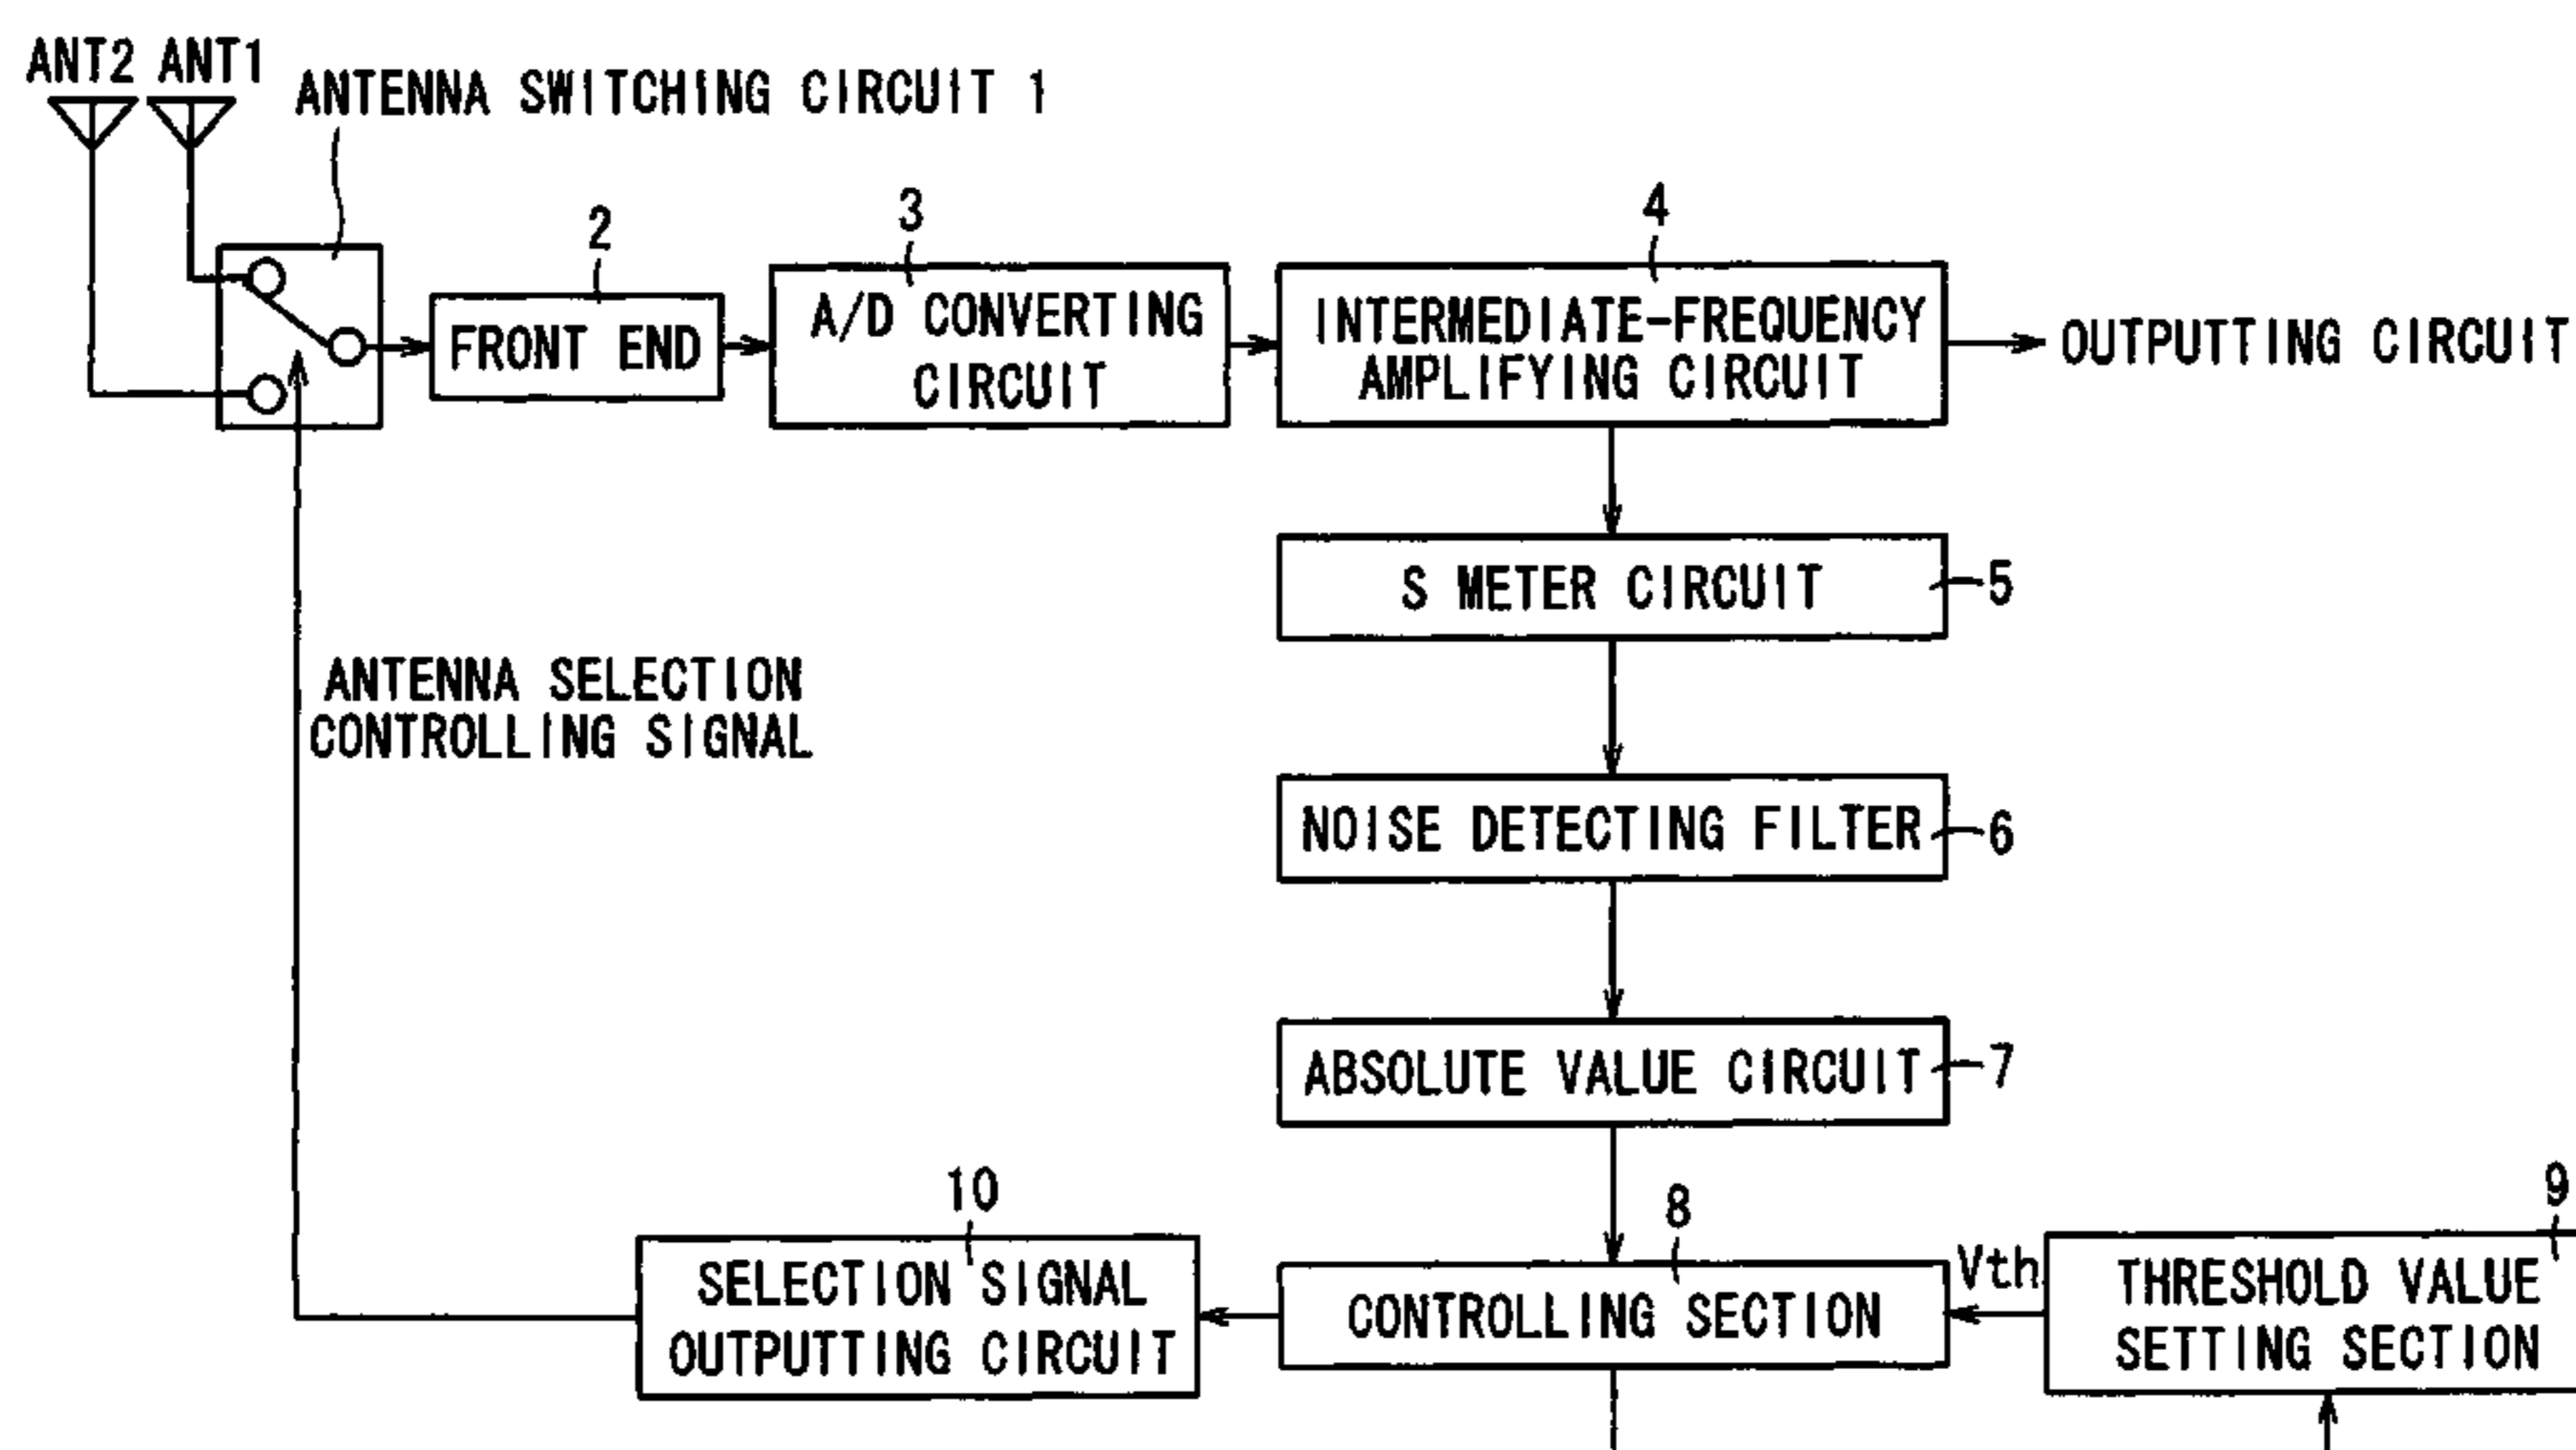 ANT2 ANT1
ANTENNA SWITCHING CIRCUIT 1
2
FRONT END
3
A/D CONVERTING
CIRCUIT
4
INTERMEDIATE-FREQUENCY
AMPLIFYING CIRCUIT
OUTPUTTING CIRCUIT
S METER CIRCUIT
5
ANTENNA SELECTION
CONTROLLING SIGNAL
NOISE DETECTING FILTER
6
ABSOLUTE VALUE CIRCUIT
7
10
SELECTION SIGNAL
OUTPUTTING CIRCUIT
8
CONTROLLING SECTION
Vth
9
THRESHOLD VALUE
SETTING SECTION